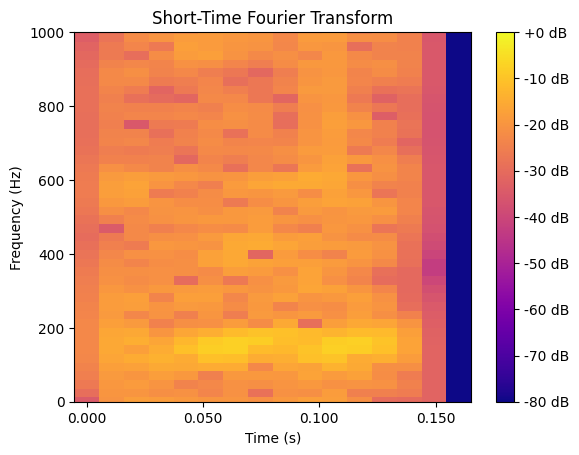 Short-Time Fourier Transform
1000
800
600
400
200
0
Frequency (Hz)
0.000
0.050
0.100
0.150
Time (s)
+0 dB
-10 dB
-20 dB
-30 dB
-40 dB
-50 dB
-60 dB
-70 dB
-80 dB